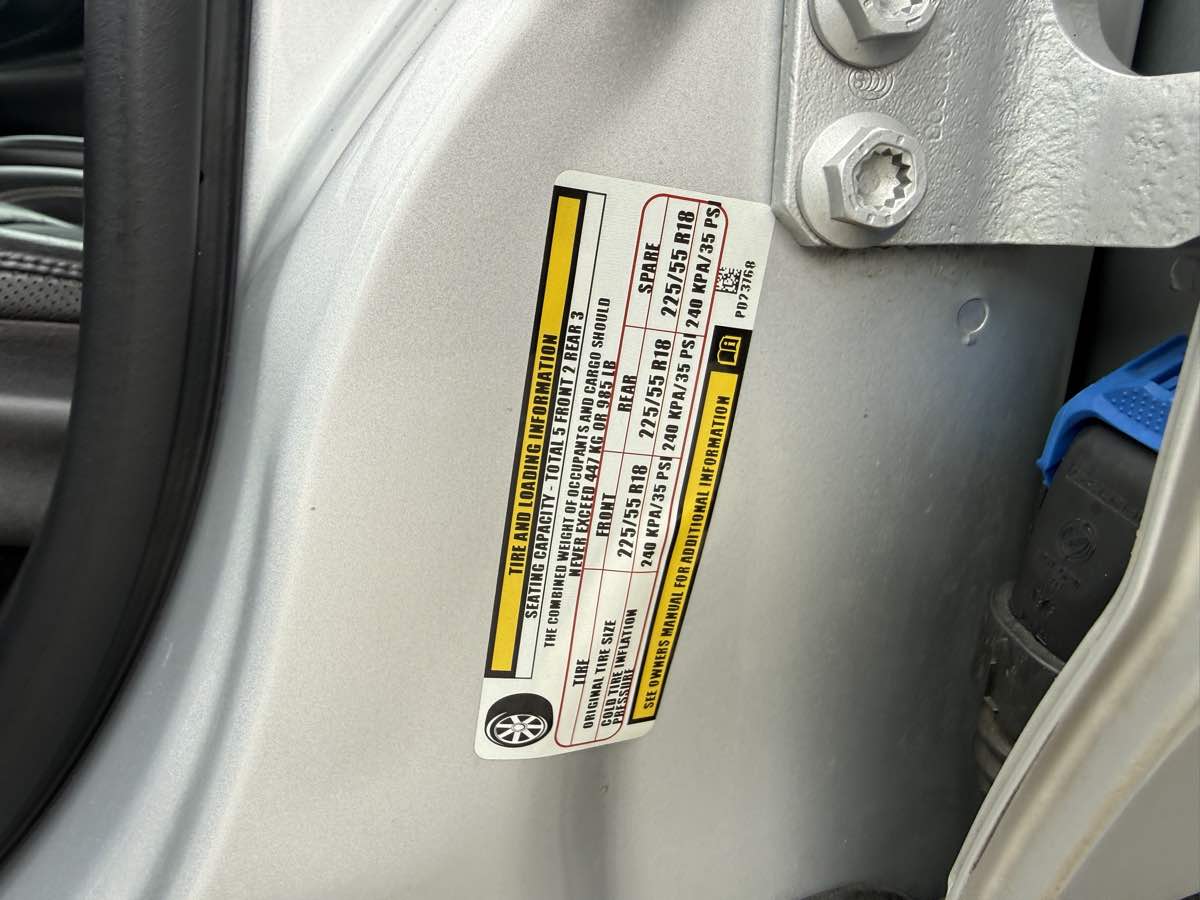 TIRE AND LOADING INFORMATION
SEATING CAPACITY - TOTAL 5 FRONT 2 REAR 3
THE COMBINED WEIGHT OF OCCUPANTS AND CARGO SHOULD
NEVER EXCEED 447 KG OR 985 LB
TIRE FRONT REAR SPARE
ORIGINAL TIRE SIZE 225/55 R18 225/55 R18 225/55 R18
COLD TIRE INFLATION PRESSURE 240 KPA/35 PSI 240 KPA/35 PSI 240 KPA/35 PSI
SEE OWNERS MANUAL FOR ADDITIONAL INFORMATION
PD23768